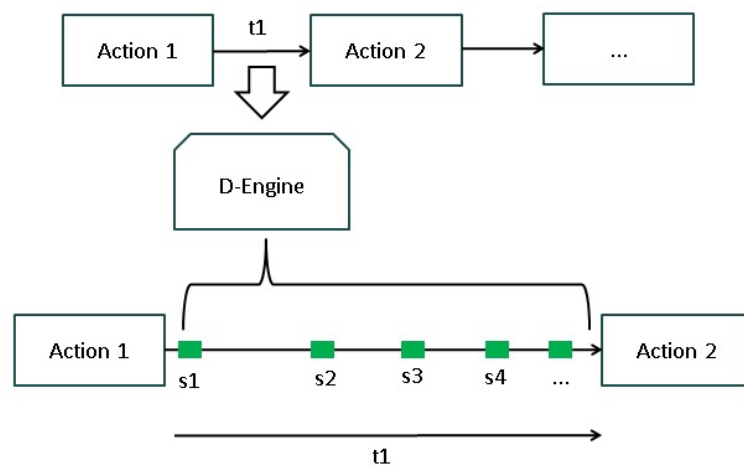 t1
Action 1
Action 2
...
D-Engine
Action 1
Action 2
s1
s2
s3
s4
...
t1